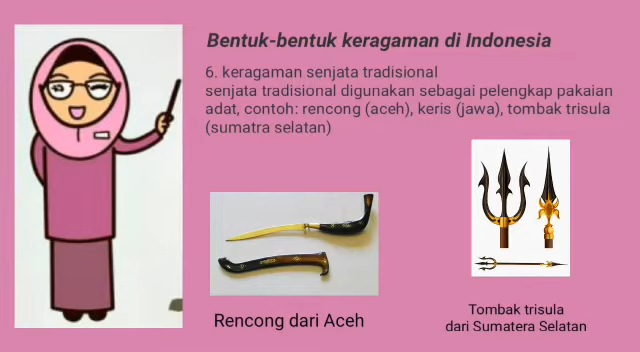 Bentuk-bentuk keragaman di Indonesia
6. keragaman senjata tradisional
senjata tradisional digunakan sebagai pelengkap pakaian
adat, contoh: rencong (aceh), keris (jawa), tombak trisula
(sumatra selatan)
Rencong dari Aceh
Tombak trisula
dari Sumatera Selatan